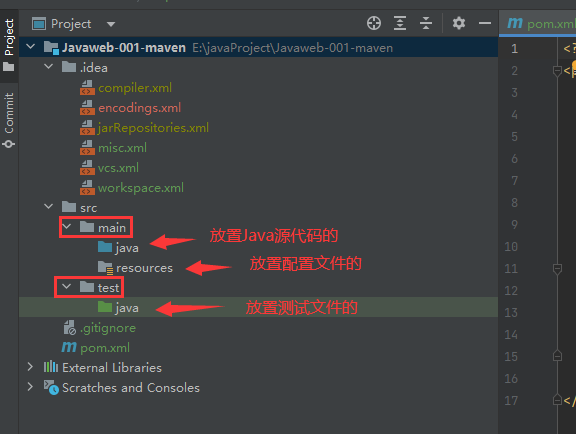 Project
Project
Commit
pom.xml
Javaweb-001-maven E:\javaProject\Javaweb-001-maven
.idea
compiler.xml
encodings.xml
jarRepositories.xml
misc.xml
vcs.xml
workspace.xml
src
main
放置Java源代码的
java
resources
放置配置文件的
test
java
放置测试文件的
.gitignore
m pom.xml
External Libraries
Scratches and Consoles
1 <?
2 <p
3
4
5
6
7
8
9
10
11
12
13
14
15
16
17 </